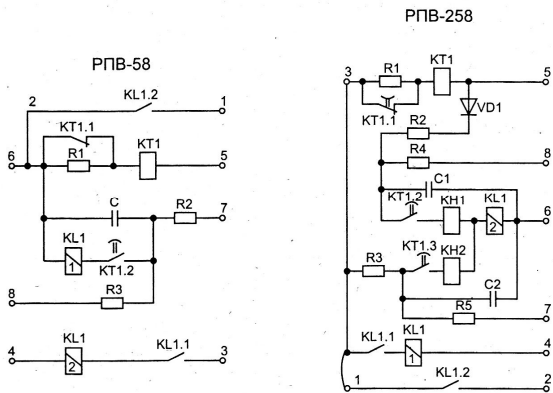 РПВ-58
2
KL1.2
1
KT1.1
KT1
6
R1
5
C
R2
7
KL1
1
KT1.2
8
R3
KL1
4
2
KL1.1
3
РПВ-258
3
R1
KT1
5
KT1.1
VD1
R2
R4
8
C1
KT1.2
KH1
KL1
2
6
KT1.3
R3
KH2
C2
R5
7
KL1.1
KL1
1
4
1
KL1.2
2